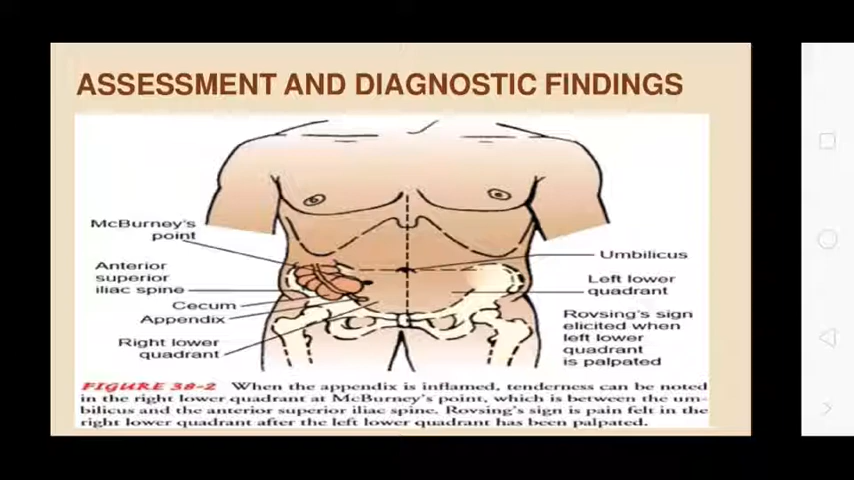 ASSESSMENT AND DIAGNOSTIC FINDINGS
McBurney's
point
Anterior
superior
iliac spine
Cecum
Appendix
Right lower
quadrant
Umbilicus
Left lower
quadrant
Rovsing's sign
elicited when
left lower
quadrant
is palpated
FIGURE 38-2 When the appendix is inflamed, tenderness can be noted
in the right lower quadrant at McBurney's point, which is between the um-
bilicus and the anterior superior iliac spine. Rovsing's sign is pain felt in the
right lower quadrant after the left lower quadrant has been palpated.